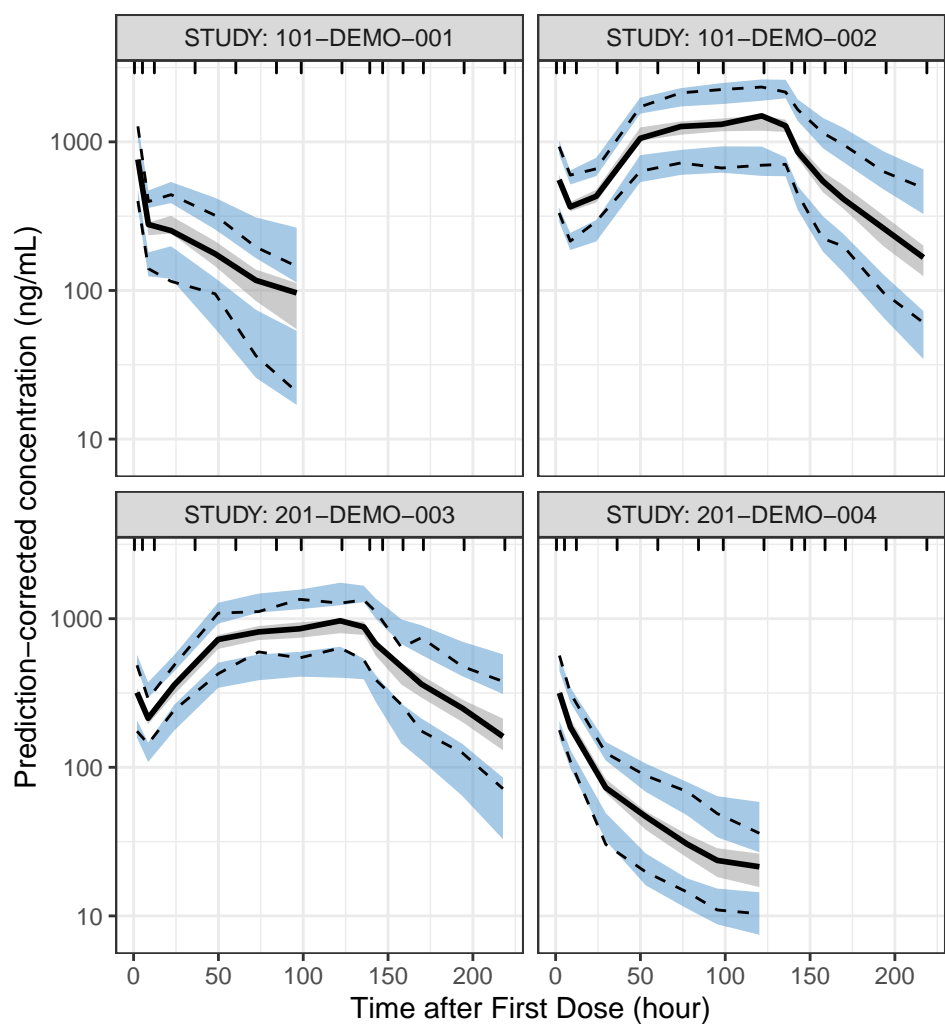 STUDY: 101−DEMO−001
STUDY: 101−DEMO−002
1000
100
10
STUDY: 201−DEMO−003
STUDY: 201−DEMO−004
1000
100
10
0 50 100 150 200
0 50 100 150 200
Time after First Dose (hour)
Prediction−corrected concentration (ng/mL)